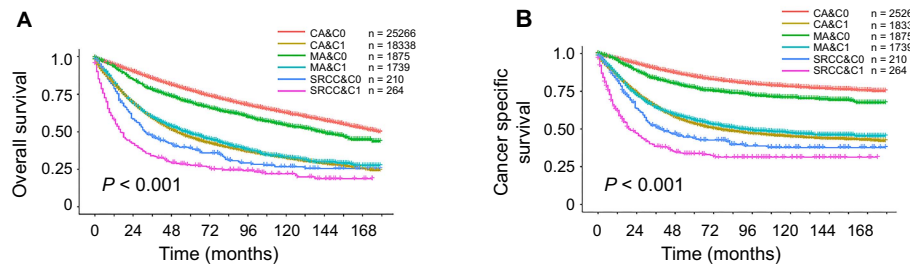 A
CA&C0 n = 25266
CA&C1 n = 18338
MA&C0 n = 1875
MA&C1 n = 1739
SRCC&C0 n = 210
SRCC&C1 n = 264
Overall survival
1.0
0.75
0.50
0.25
0
P < 0.001
0 24 48 72 96 120 144 168
Time (months)
B
CA&C0 n = 2526
CA&C1 n = 1833
MA&C0 n = 1875
MA&C1 n = 1739
SRCC&C0 n = 210
SRCC&C1 n = 264
Cancer specific
survival
1.0
0.75
0.50
0.25
0
P < 0.001
0 24 48 72 96 120 144 168
Time (months)